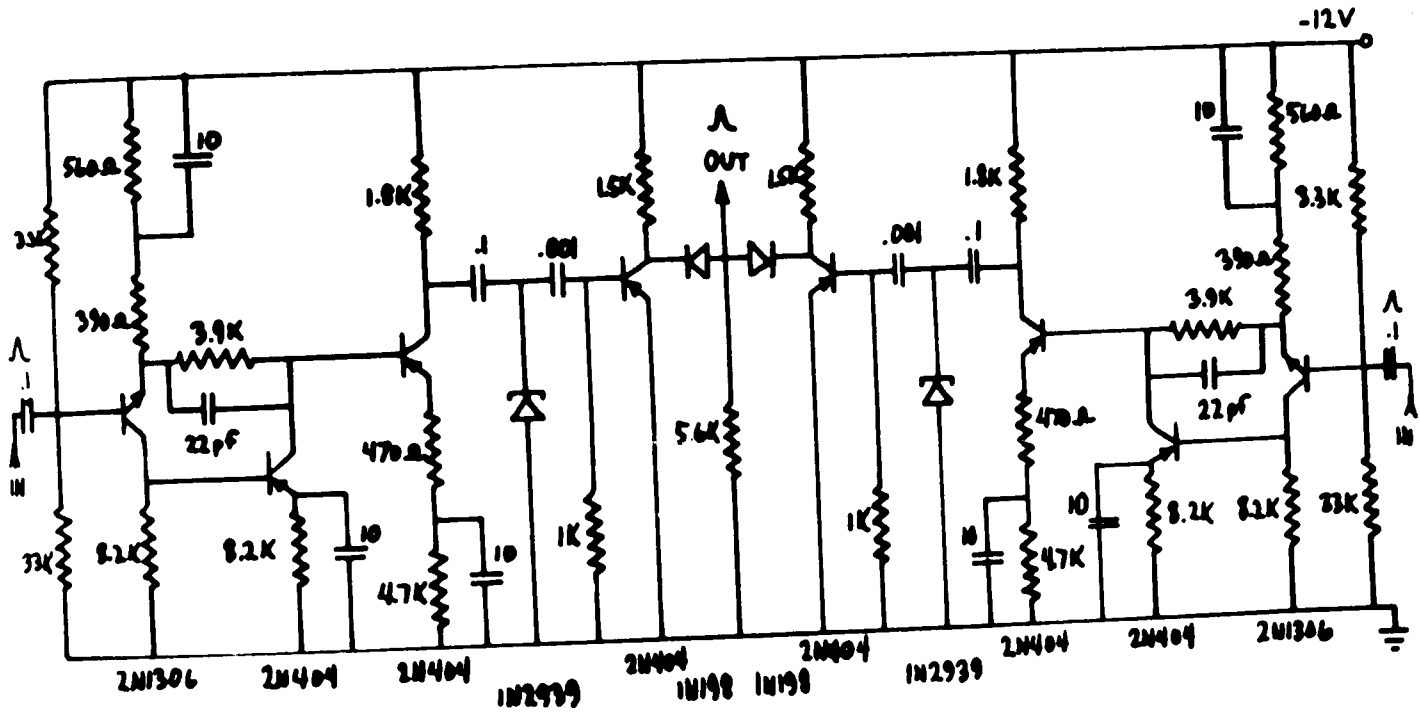 -12V
10
560Ω
10
560Ω
1.8K
1.5K
OUT
1.5K
1.8K
8.3K
3.3K
.1
.001
.001
.1
390Ω
390Ω
3.9K
3.9K
.1
.1
IN
22pf
470Ω
5.6K
470Ω
22pf
IN
33K
8.2K
8.2K
10
4.7K
10
1K
1K
10
4.7K
10
8.2K
8.2K
33K
2N1306
2N404
2N404
1N2939
2N404
1N198
1N198
2N404
1N2939
2N404
2N404
2N1306